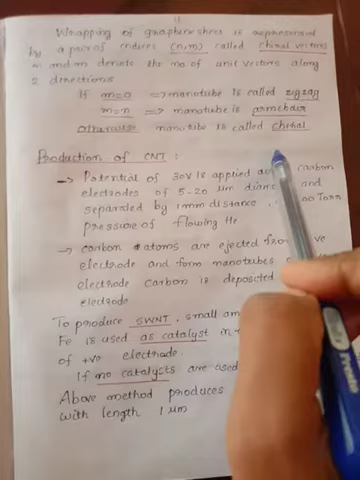 Wrapping of graphene sheet is represented
by a pair of indices (n,m) called chiral vectors
n and m denote the no of unit vectors along
2 directions
If m=0 => nanotube is called zigzag
m=n => nanotube is armchair
Otherwise nanotube is called chiral
Production of CNT :
→ Potential of 30V is applied carbon
electrodes of 5-20 μm and
separated by 1mm distance, Torr
pressure of flowing He
→ Carbon atoms are ejected from ve
electrode and form nanotubes
electrode carbon is deposited
electrode
To produce SWNT, small
Fe is used as catalyst in
of +ve electrode.
If no catalysts are used
Above method produces
with length 1 μm